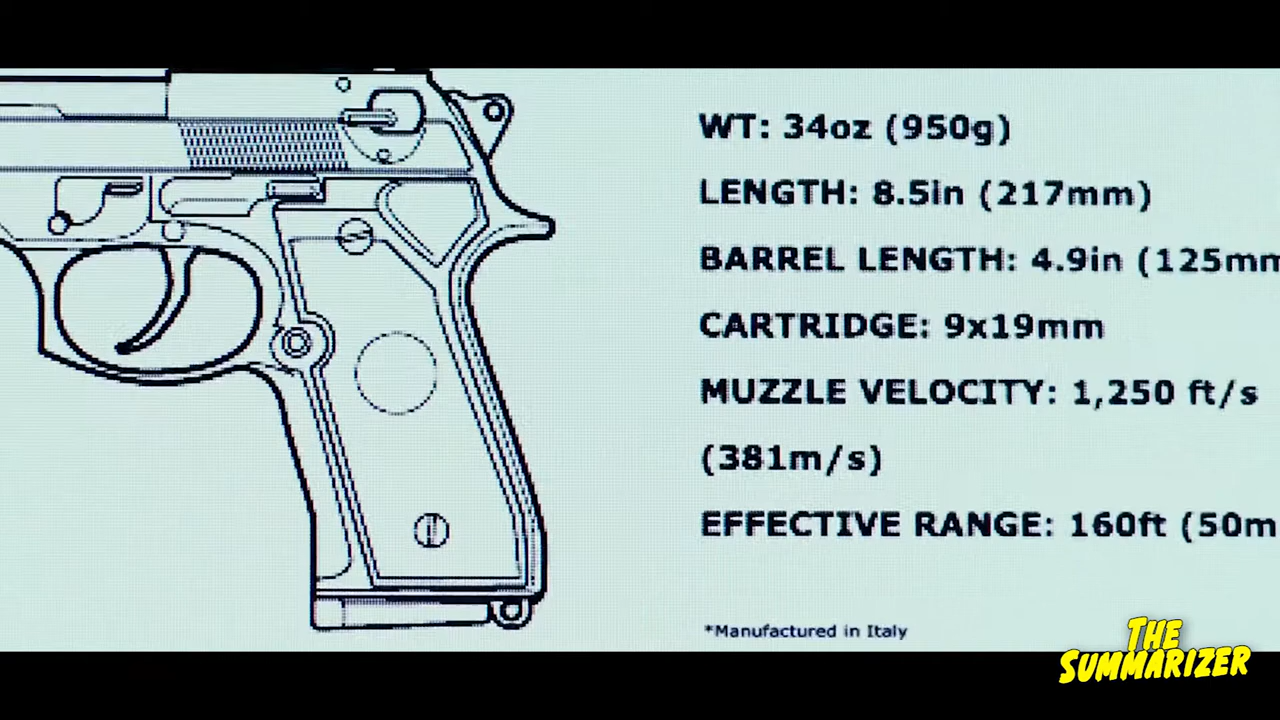 WT: 34oz (950g)
LENGTH: 8.5in (217mm)
BARREL LENGTH: 4.9in (125mm
CARTRIDGE: 9x19mm
MUZZLE VELOCITY: 1,250 ft/s
(381m/s)
EFFECTIVE RANGE: 160ft (50m
*Manufactured in Italy
THE
SUMMARIZER